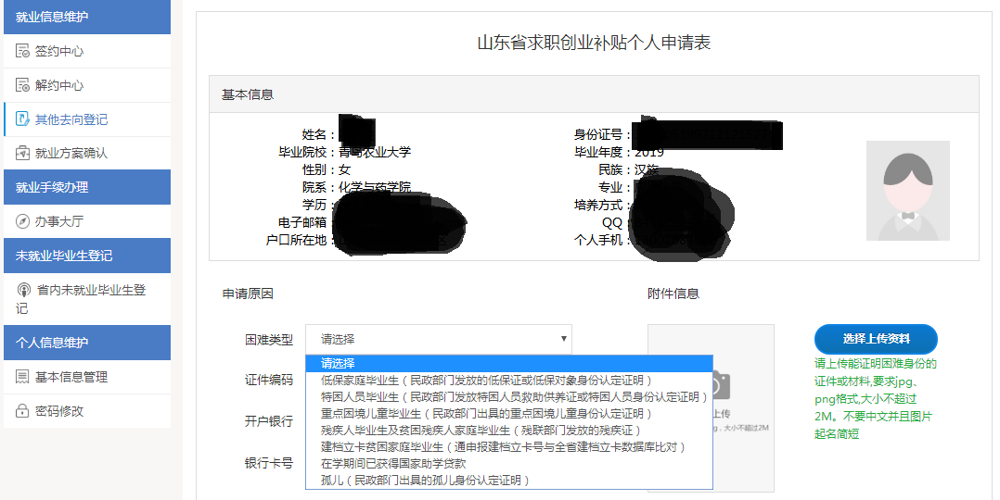 就业信息维护
签约中心
解约中心
其他去向登记
就业方案确认
就业手续办理
办事大厅
未就业毕业生登记
省内未就业毕业生登
记
个人信息维护
基本信息管理
密码修改
山东省求职创业补贴个人申请表
基本信息
姓名：
身份证号：
毕业院校：青岛农业大学
毕业年度：2019
性别：女
民族：汉族
院系：化学与药学院
专业：
学历：
培养方式：
电子邮箱：
QQ
户口所在地：
个人手机：
申请原因
附件信息
困难类型
请选择
请选择
低保家庭毕业生（民政部门发放的低保证或低保对象身份认定证明）
特困人员毕业生（民政部门发放特困人员救助供养证或特困人员身份认定证明）
重点困境儿童毕业生（民政部门出具的重点困境儿童身份认定证明）
残疾人毕业生及贫困残疾人家庭毕业生（残联部门发放的残疾证）
建档立卡贫困家庭毕业生（通申报建档立卡号与全省建档立卡数据库比对）
在学期间已获得国家助学贷款
孤儿（民政部门出具的孤儿身份认定证明）
证件编码
开户银行
银行卡号
上传
，大小不超过2M
选择上传资料
请上传能证明困难身份的
证件或材料,要求jpg、
png格式,大小不超过
2M。不要中文并且图片
起名简短